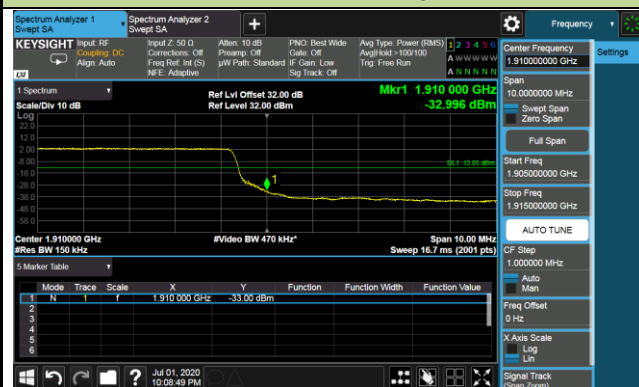 Spectrum Analyzer 1
Swept SA
Spectrum Analyzer 2
Swept SA
+
Frequency
KEYSIGHT
Input: RF
Coupling: DC
Align: Auto
Input Z: 50 Ω
Corrections: Off
Freq Ref: Int (S)
NFE: Adaptive
Atten: 10 dB
Preamp: Off
µW Path: Standard
PNO: Best Wide
Gate: Off
IF Gain: Low
Sig Track: Off
Avg Type: Power (RMS)
Avg|Hold:>100/100
Trig: Free Run
1 2 3 4 5 6
A W W W W W
A N N N N N
LXI
Center Frequency
1.910000000 GHz
Settings
Span
10.0000000 MHz
Swept Span
Zero Span
Full Span
Start Freq
1.905000000 GHz
Stop Freq
1.915000000 GHz
AUTO TUNE
CF Step
1.000000 MHz
Auto
Man
Freq Offset
0 Hz
X Axis Scale
Log
Lin
Signal Track
(Span Zoom)
1 Spectrum
Scale/Div 10 dB
Ref Lvl Offset 32.00 dB
Ref Level 32.00 dBm
Mkr1 1.910 000 GHz
-32.996 dBm
Log
22.0
12.0
2.00
-8.00
-18.0
-28.0
-38.0
-48.0
-58.0
DL1 -13.00 dBm
1
Center 1.910000 GHz
#Res BW 150 kHz
#Video BW 470 kHz*
Span 10.00 MHz
Sweep 16.7 ms (2001 pts)
5 Marker Table
Mode Trace Scale X Y Function Function Width Function Value
1 N 1 f 1.910 000 GHz -33.00 dBm
2
3
4
5
6
?
Jul 01, 2020
10:08:49 PM